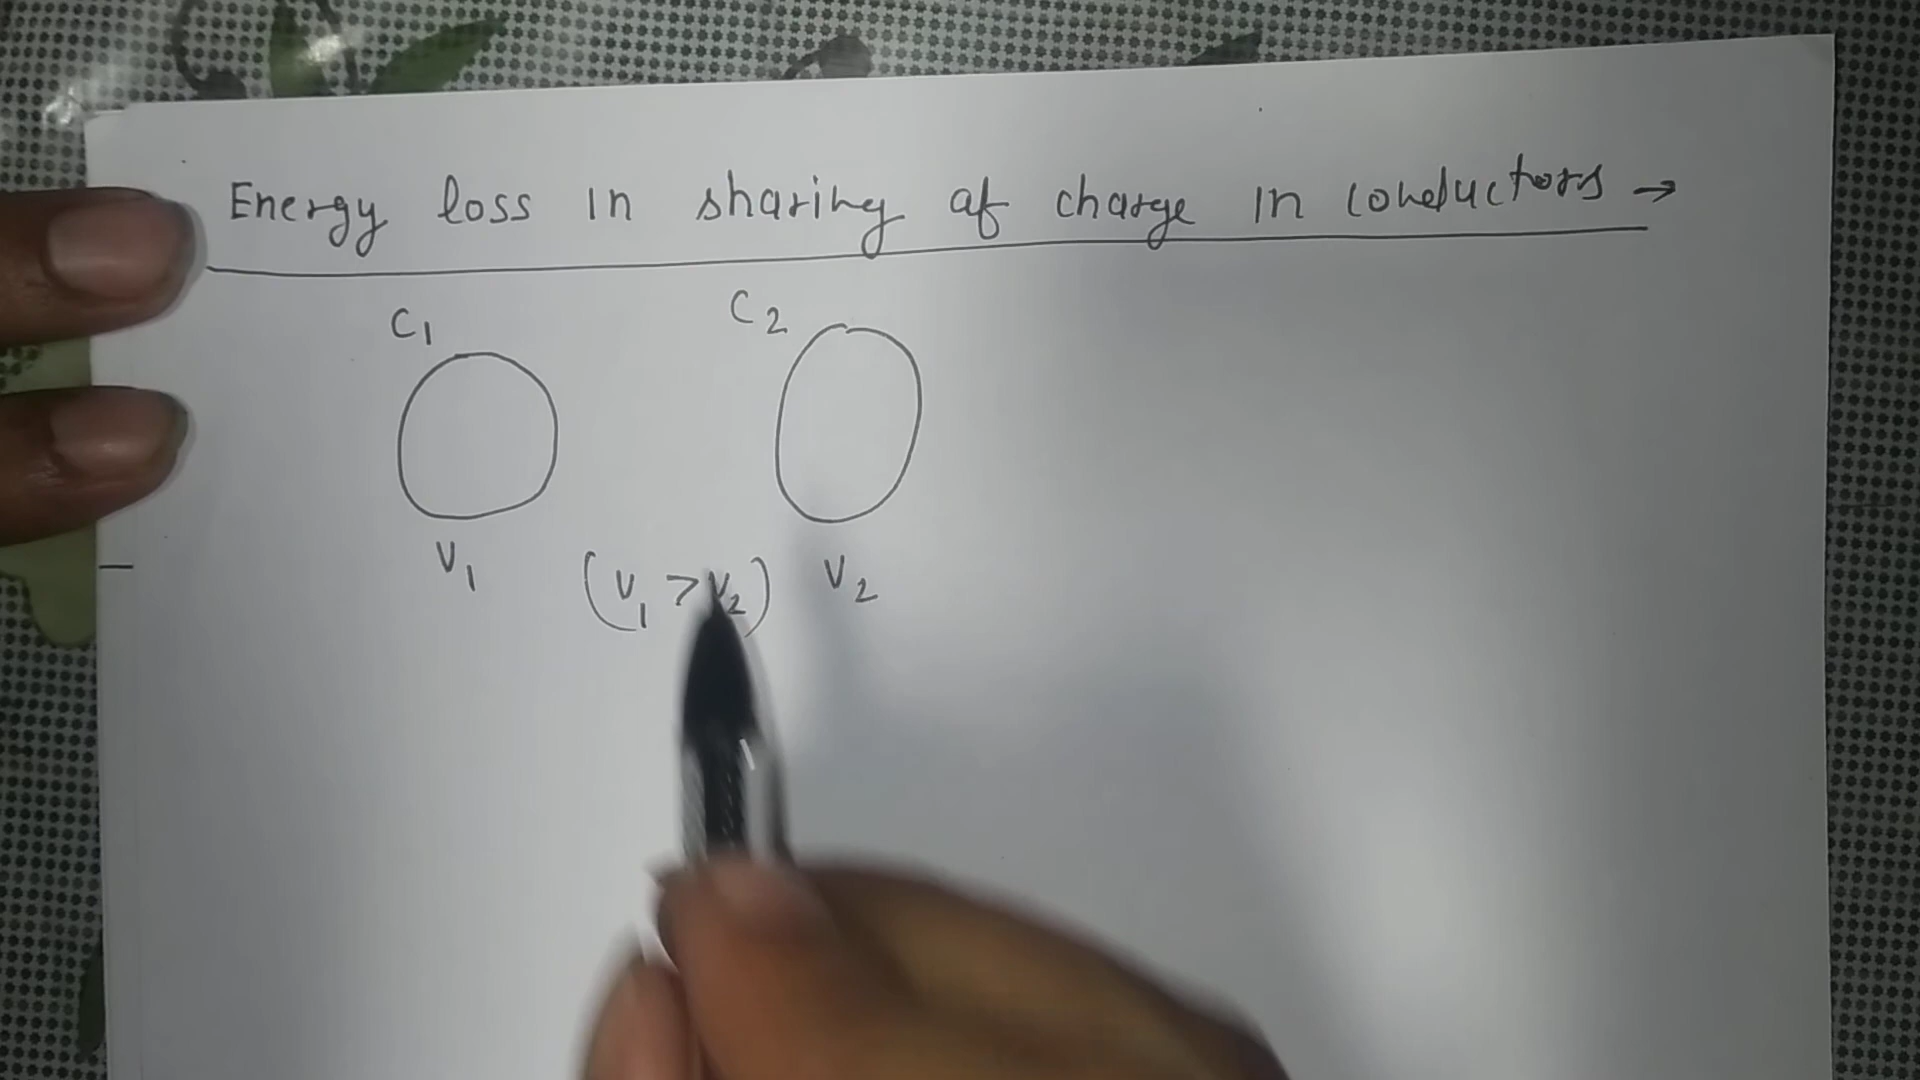 Energy loss in sharing of charge in conductors →
C1 C2
V1 (V1 > V2) V2